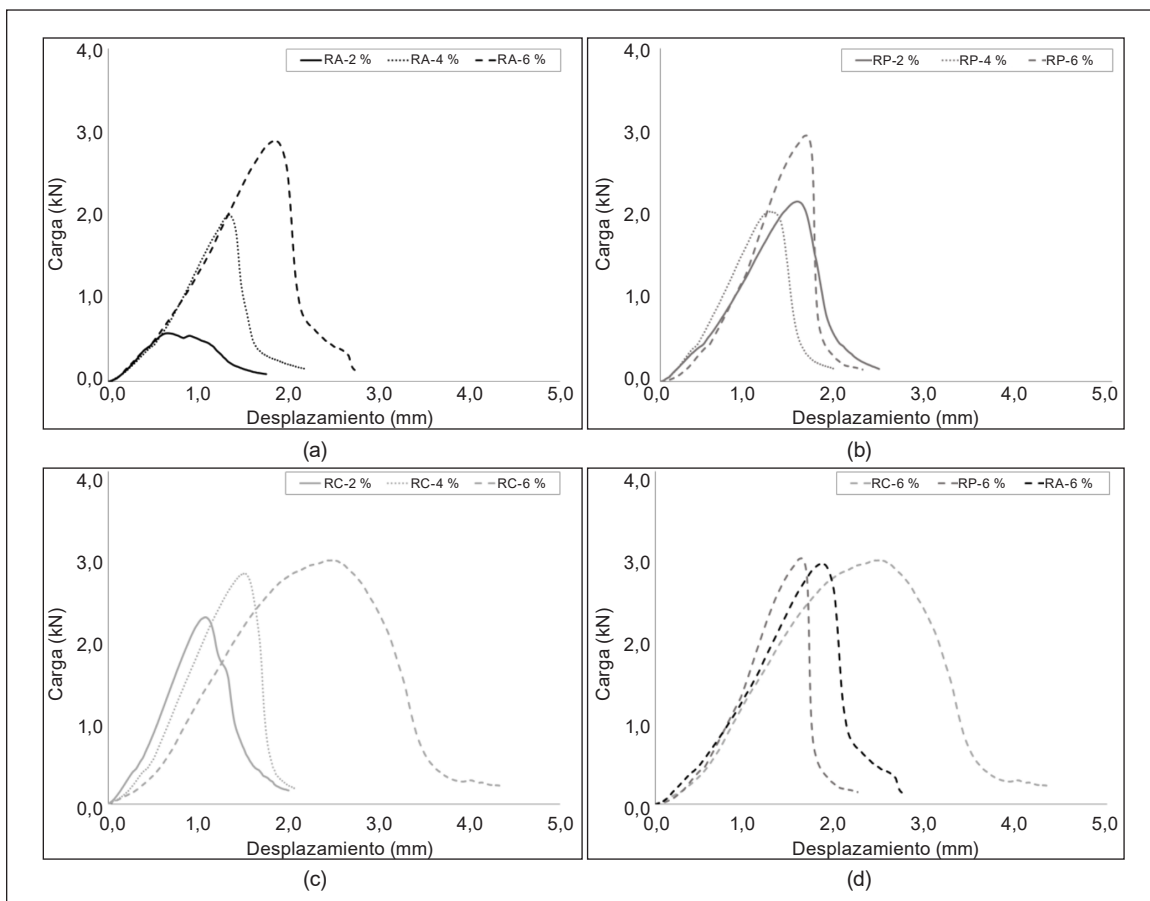 4,0
RA-2 % RA-4 % RA-6 %
3,0
2,0
1,0
0,0
Carga (kN)
0,0 1,0 2,0 3,0 4,0 5,0
Desplazamiento (mm)
(a)
4,0
RP-2 % RP-4 % RP-6 %
3,0
2,0
1,0
0,0
Carga (kN)
0,0 1,0 2,0 3,0 4,0 5,0
Desplazamiento (mm)
(b)
4,0
RC-2 % RC-4 % RC-6 %
3,0
2,0
1,0
0,0
Carga (kN)
0,0 1,0 2,0 3,0 4,0 5,0
Desplazamiento (mm)
(c)
4,0
RC-6 % RP-6 % RA-6 %
3,0
2,0
1,0
0,0
Carga (kN)
0,0 1,0 2,0 3,0 4,0 5,0
Desplazamiento (mm)
(d)